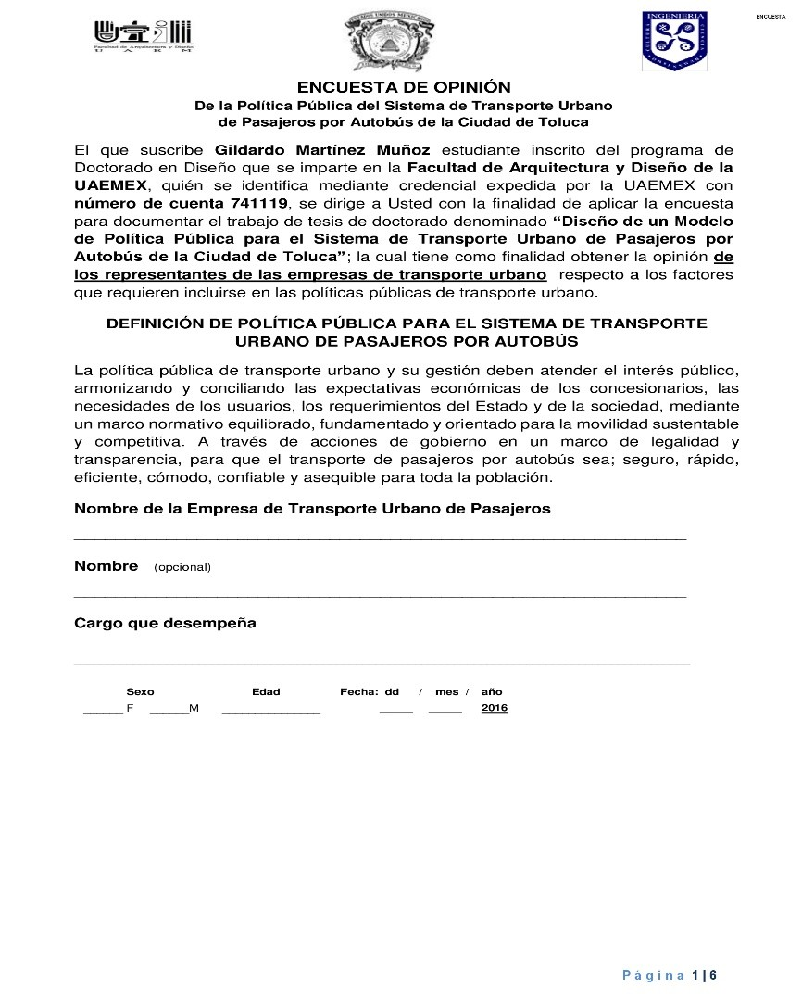 ENCUESTA
INGENIERIA
Facultad de Arquitectura y Diseño
U A E M
ENCUESTA DE OPINIÓN
De la Política Pública del Sistema de Transporte Urbano
de Pasajeros por Autobús de la Ciudad de Toluca
El que suscribe Gildardo Martínez Muñoz estudiante inscrito del programa de
Doctorado en Diseño que se imparte en la Facultad de Arquitectura y Diseño de la
UAEMEX, quién se identifica mediante credencial expedida por la UAEMEX con
número de cuenta 741119, se dirige a Usted con la finalidad de aplicar la encuesta
para documentar el trabajo de tesis de doctorado denominado “Diseño de un Modelo
de Política Pública para el Sistema de Transporte Urbano de Pasajeros por
Autobús de la Ciudad de Toluca”; la cual tiene como finalidad obtener la opinión de
los representantes de las empresas de transporte urbano respecto a los factores
que requieren incluirse en las políticas públicas de transporte urbano.
DEFINICIÓN DE POLÍTICA PÚBLICA PARA EL SISTEMA DE TRANSPORTE
URBANO DE PASAJEROS POR AUTOBÚS
La política pública de transporte urbano y su gestión deben atender el interés público,
armonizando y conciliando las expectativas económicas de los concesionarios, las
necesidades de los usuarios, los requerimientos del Estado y de la sociedad, mediante
un marco normativo equilibrado, fundamentado y orientado para la movilidad sustentable
y competitiva. A través de acciones de gobierno en un marco de legalidad y
transparencia, para que el transporte de pasajeros por autobús sea; seguro, rápido,
eficiente, cómodo, confiable y asequible para toda la población.
Nombre de la Empresa de Transporte Urbano de Pasajeros
Nombre (opcional)
Cargo que desempeña
Sexo Edad Fecha: dd / mes / año
______ F ______M _______________ _____ _____ 2016
Página 1|6